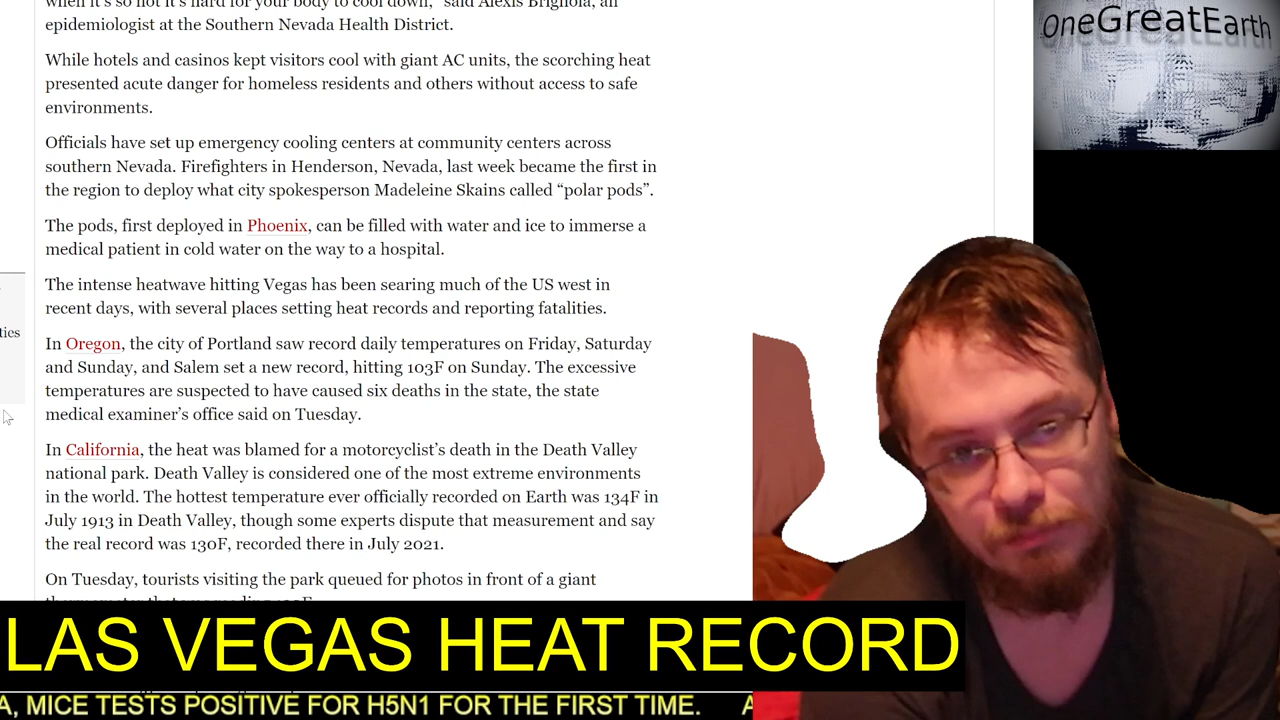 when it's so hot it's hard for your body to cool down," said Alexis Brignola, an
epidemiologist at the Southern Nevada Health District.
While hotels and casinos kept visitors cool with giant AC units, the scorching heat
presented acute danger for homeless residents and others without access to safe
environments.
Officials have set up emergency cooling centers at community centers across
southern Nevada. Firefighters in Henderson, Nevada, last week became the first in
the region to deploy what city spokesperson Madeleine Skains called “polar pods”.
The pods, first deployed in Phoenix, can be filled with water and ice to immerse a
medical patient in cold water on the way to a hospital.
The intense heatwave hitting Vegas has been searing much of the US west in
recent days, with several places setting heat records and reporting fatalities.
In Oregon, the city of Portland saw record daily temperatures on Friday, Saturday
and Sunday, and Salem set a new record, hitting 103F on Sunday. The excessive
temperatures are suspected to have caused six deaths in the state, the state
medical examiner’s office said on Tuesday.
In California, the heat was blamed for a motorcyclist’s death in the Death Valley
national park. Death Valley is considered one of the most extreme environments
in the world. The hottest temperature ever officially recorded on Earth was 134F in
July 1913 in Death Valley, though some experts dispute that measurement and say
the real record was 130F, recorded there in July 2021.
On Tuesday, tourists visiting the park queued for photos in front of a giant
tics
OneGreatEarth
LAS VEGAS HEAT RECORD
A, MICE TESTS POSITIVE FOR H5N1 FOR THE FIRST TIME. A